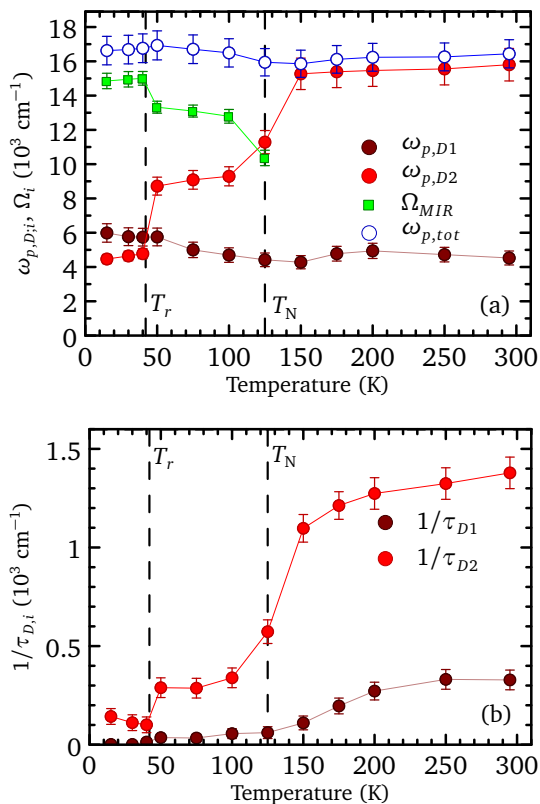 18
16
14
12
10
8
6
4
2
0
ω_{p,D;i}, Ω_i (10^3 cm^{−1})
ω_{p,D1}
ω_{p,D2}
Ω_{MIR}
ω_{p,tot}
T_r
T_N
(a)
0 50 100 150 200 250 300
Temperature (K)
1.5
1
0.5
0
1/τ_{D,i} (10^3 cm^{−1})
T_r
T_N
1/τ_{D1}
1/τ_{D2}
(b)
0 50 100 150 200 250 300
Temperature (K)